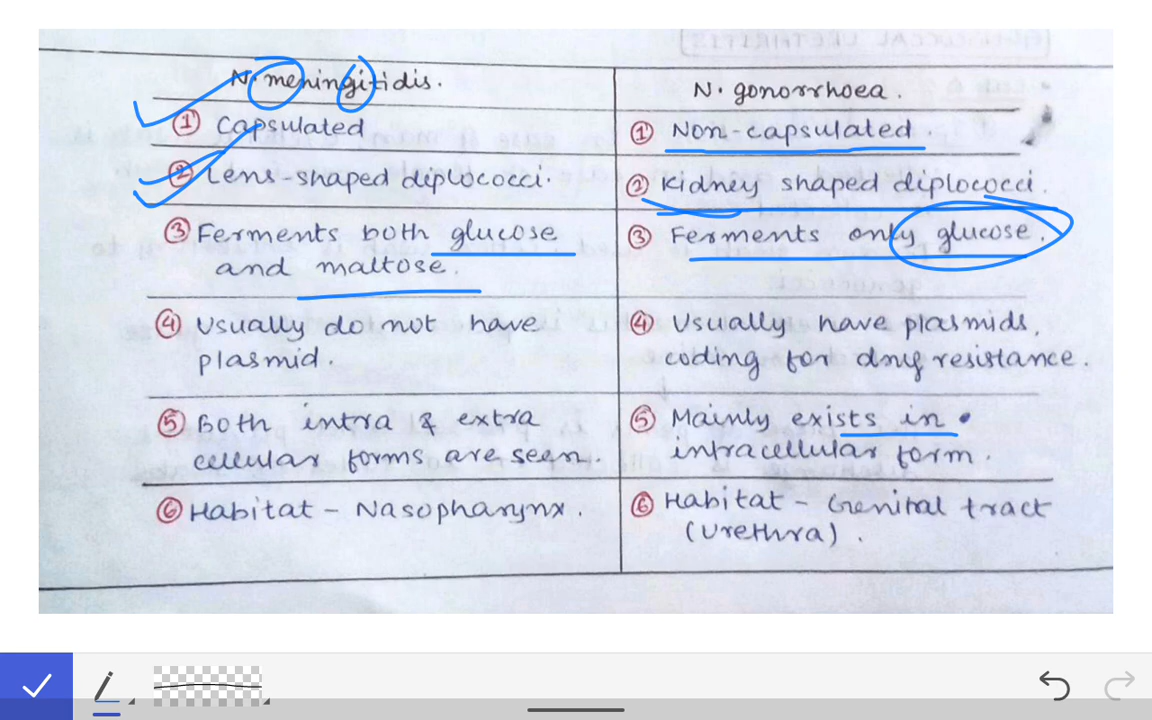 N. meningitidis.
① Capsulated
② Lens-shaped diplococci.
③ Ferments both glucose
and maltose.
④ Usually do not have
plasmid.
⑤ Both intra & extra
cellular forms are seen.
⑥ Habitat - Nasopharynx.
N. gonorrhoea.
① Non-capsulated.
② Kidney shaped diplococci.
③ Ferments only glucose.
④ Usually have plasmids,
coding for drug resistance.
⑤ Mainly exists in
intracellular form.
⑥ Habitat - Genital tract
(Urethra).